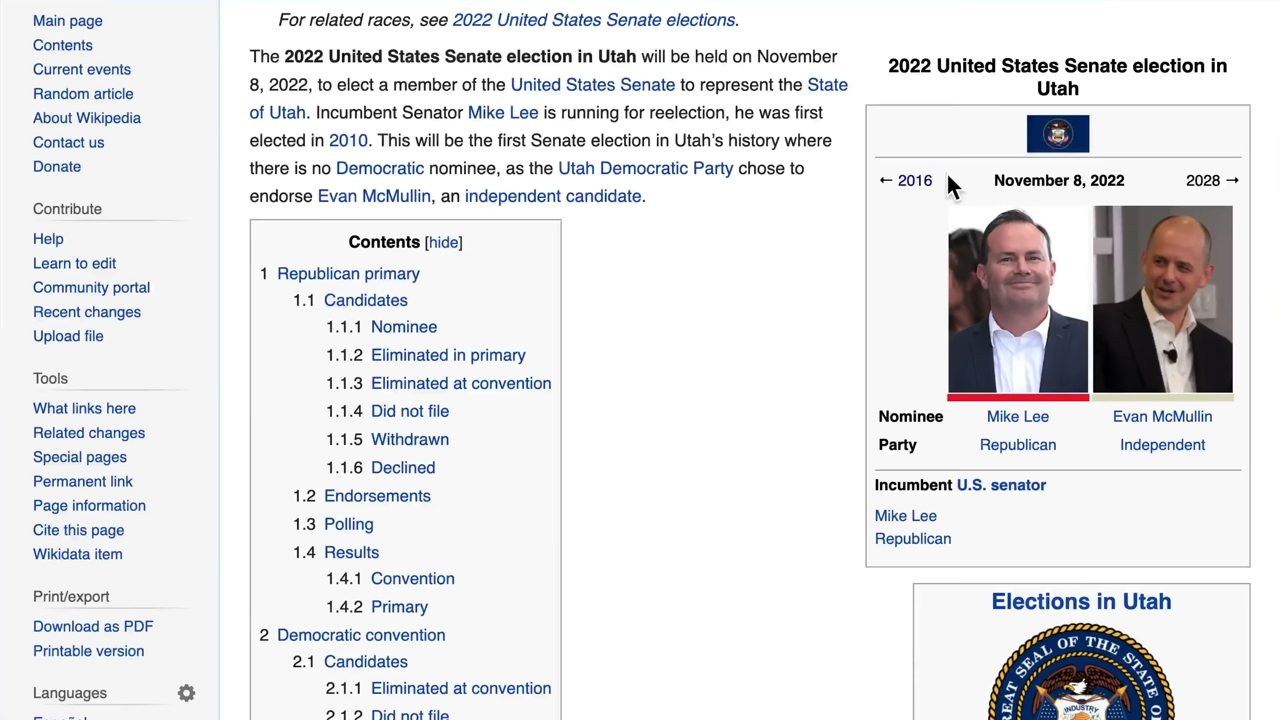 Main page
Contents
Current events
Random article
About Wikipedia
Contact us
Donate
Contribute
Help
Learn to edit
Community portal
Recent changes
Upload file
Tools
What links here
Related changes
Special pages
Permanent link
Page information
Cite this page
Wikidata item
Print/export
Download as PDF
Printable version
Languages
For related races, see 2022 United States Senate elections.
The 2022 United States Senate election in Utah will be held on November
8, 2022, to elect a member of the United States Senate to represent the State
of Utah. Incumbent Senator Mike Lee is running for reelection, he was first
elected in 2010. This will be the first Senate election in Utah's history where
there is no Democratic nominee, as the Utah Democratic Party chose to
endorse Evan McMullin, an independent candidate.
Contents [hide]
1 Republican primary
1.1 Candidates
1.1.1 Nominee
1.1.2 Eliminated in primary
1.1.3 Eliminated at convention
1.1.4 Did not file
1.1.5 Withdrawn
1.1.6 Declined
1.2 Endorsements
1.3 Polling
1.4 Results
1.4.1 Convention
1.4.2 Primary
2 Democratic convention
2.1 Candidates
2.1.1 Eliminated at convention
2.1.2 Did not file
2022 United States Senate election in
Utah
← 2016 November 8, 2022 2028 →
Nominee Mike Lee Evan McMullin
Party Republican Independent
Incumbent U.S. senator
Mike Lee
Republican
Elections in Utah
GREAT SEAL OF THE STATE O
INDUSTRY